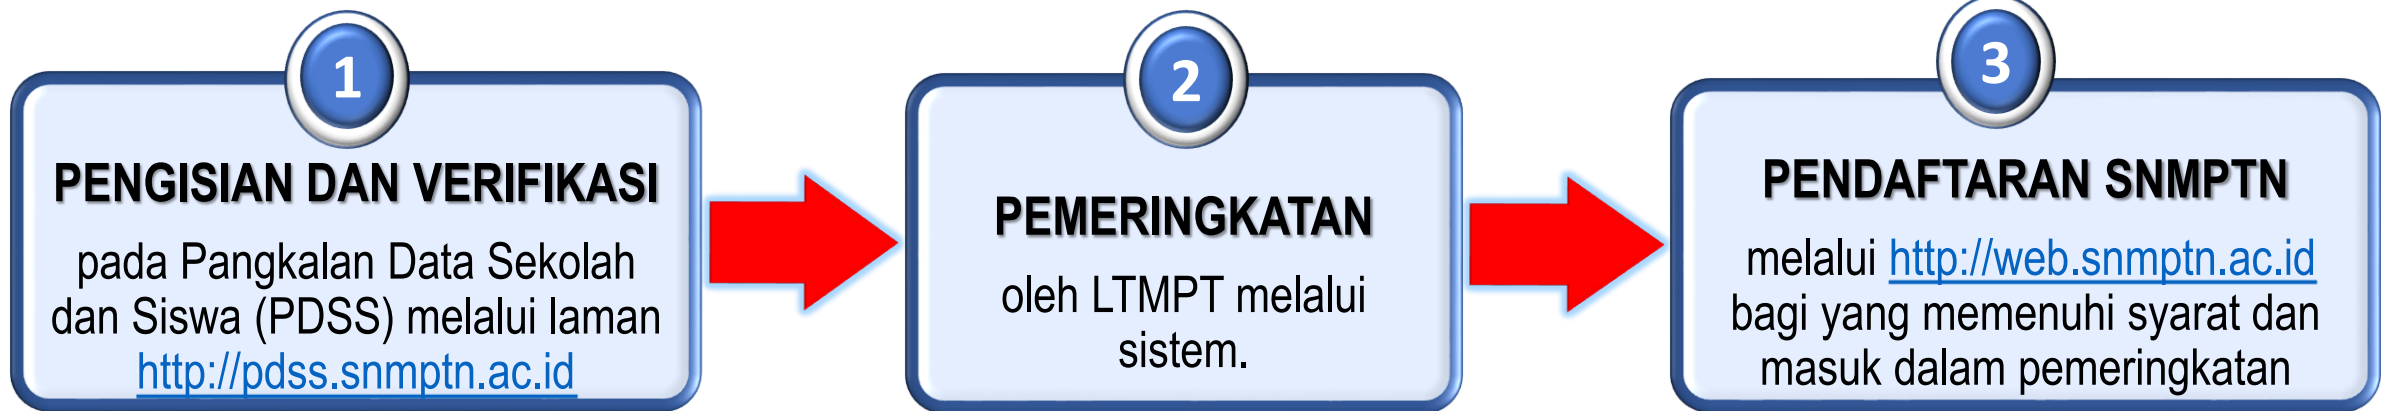 1
PENGISIAN DAN VERIFIKASI
pada Pangkalan Data Sekolah
dan Siswa (PDSS) melalui laman
http://pdss.snmptn.ac.id
2
PEMERINGKATAN
oleh LTMPT melalui
sistem.
3
PENDAFTARAN SNMPTN
melalui http://web.snmptn.ac.id
bagi yang memenuhi syarat dan
masuk dalam pemeringkatan